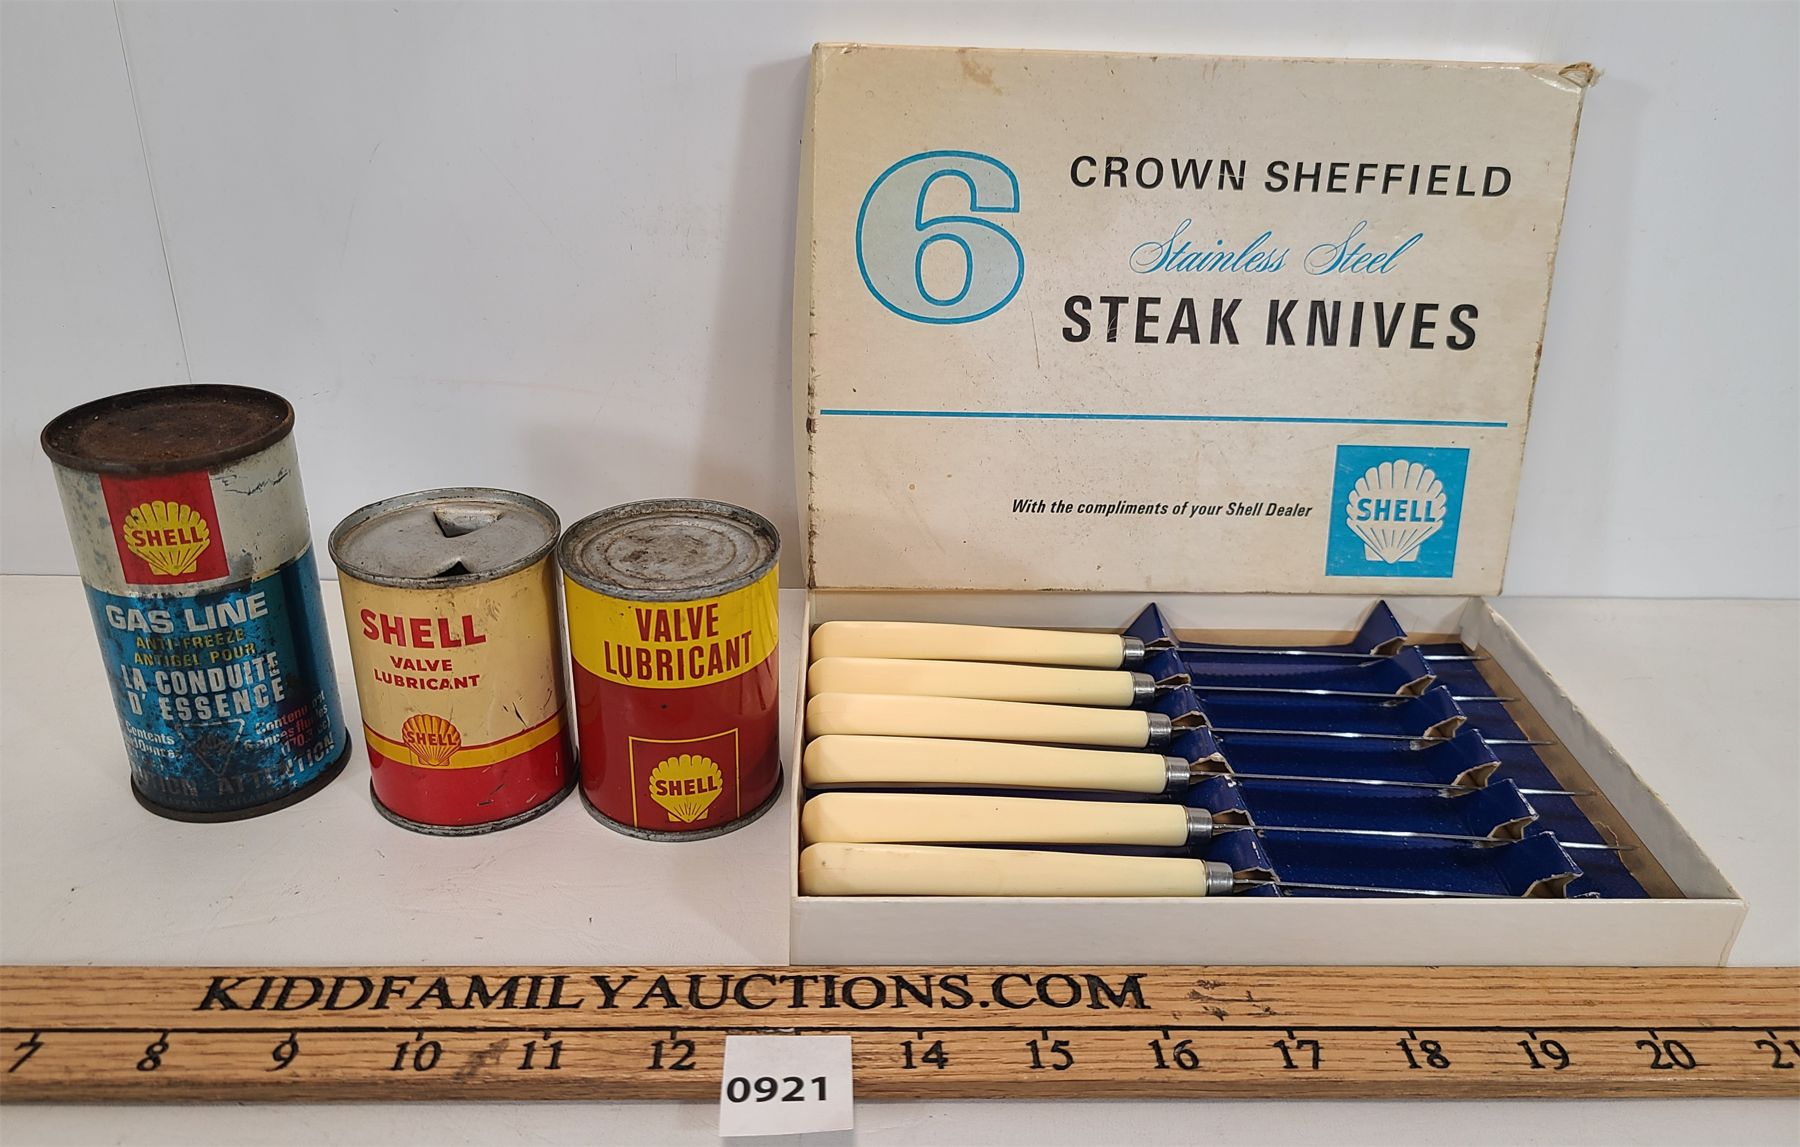 6
CROWN SHEFFIELD
Stainless Steel
STEAK KNIVES
With the compliments of your Shell Dealer
SHELL
SHELL
GAS LINE
ANTI-FREEZE
ANTIGEL POUR
LA CONDUITE
D'ESSENCE
SHELL
VALVE
LUBRICANT
SHELL
VALVE
LUBRICANT
SHELL
KIDDFAMILYAUCTIONS.COM
7 8 9 10 11 12 14 15 16 17 18 19 20
0921